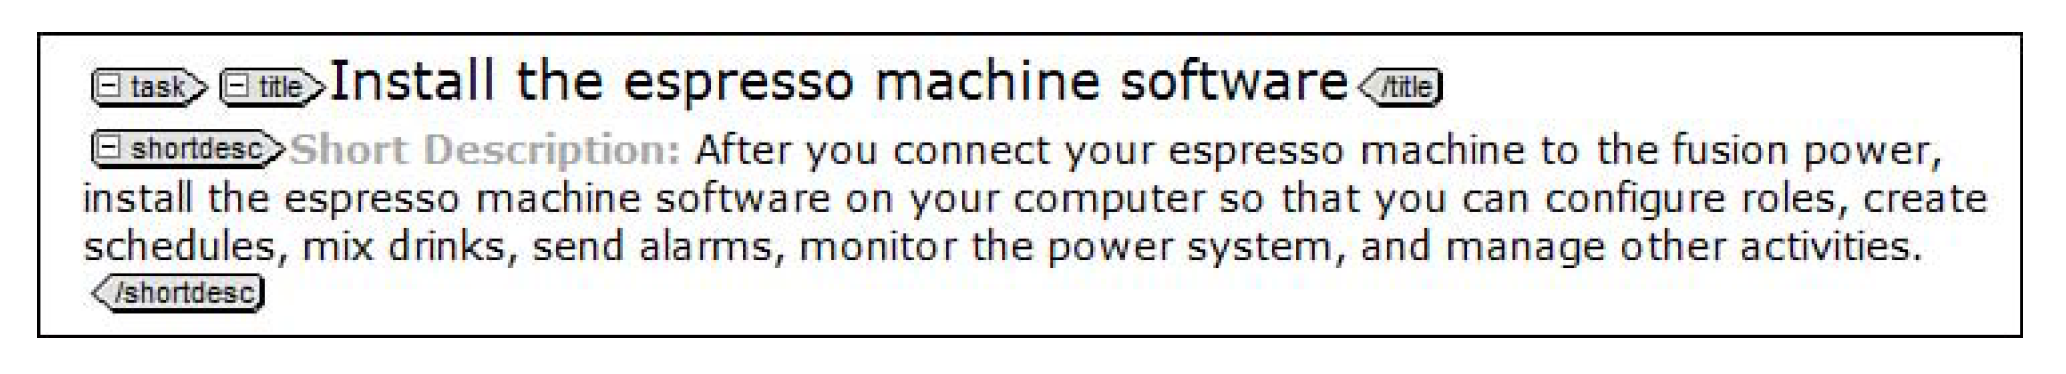 task title Install the espresso machine software /title
shortdesc Short Description: After you connect your espresso machine to the fusion power,
install the espresso machine software on your computer so that you can configure roles, create
schedules, mix drinks, send alarms, monitor the power system, and manage other activities.
/shortdesc